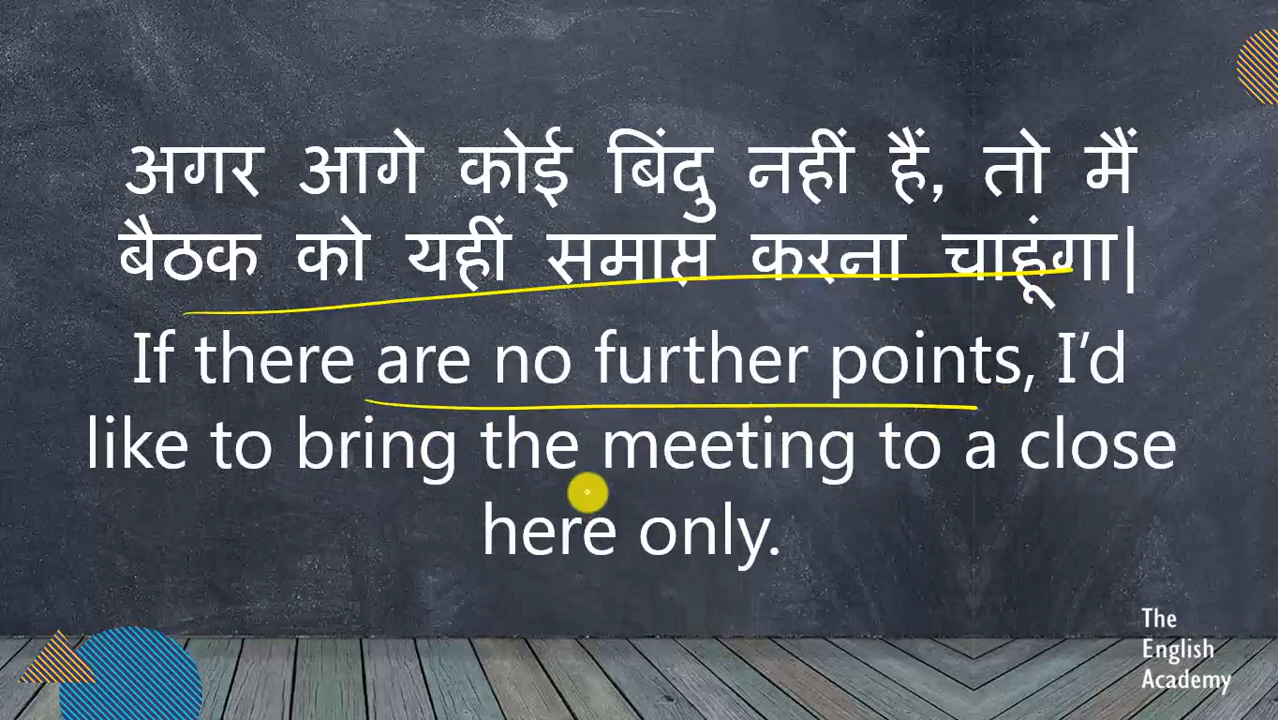 अगर आगे कोई बिंदु नहीं हैं, तो मैं
बैठक को यहीं समाप्त करना चाहूंगा|
If there are no further points, I’d
like to bring the meeting to a close
here only.
The
English
Academy